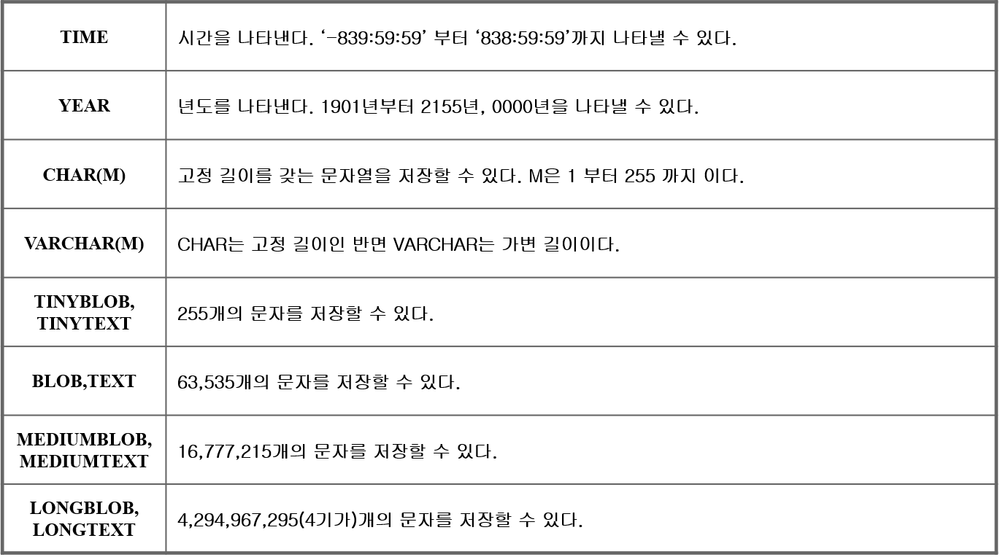 TIME
시간을 나타낸다. ‘-839:59:59’ 부터 ‘838:59:59’까지 나타낼 수 있다.
YEAR
년도를 나타낸다. 1901년부터 2155년, 0000년을 나타낼 수 있다.
CHAR(M)
고정 길이를 갖는 문자열을 저장할 수 있다. M은 1 부터 255 까지 이다.
VARCHAR(M)
CHAR는 고정 길이인 반면 VARCHAR는 가변 길이이다.
TINYBLOB,
TINYTEXT
255개의 문자를 저장할 수 있다.
BLOB,TEXT
63,535개의 문자를 저장할 수 있다.
MEDIUMBLOB,
MEDIUMTEXT
16,777,215개의 문자를 저장할 수 있다.
LONGBLOB,
LONGTEXT
4,294,967,295(4기가)개의 문자를 저장할 수 있다.